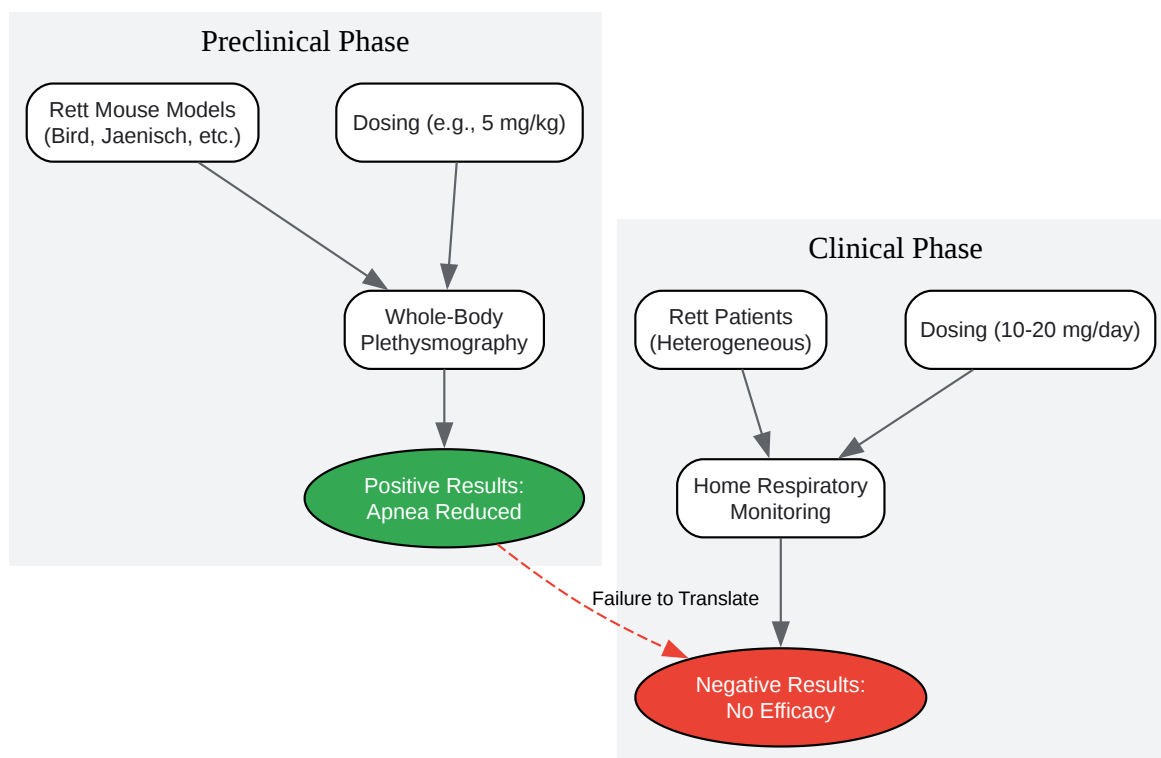 Preclinical Phase
Rett Mouse Models
(Bird, Jaenisch, etc.)
Dosing (e.g., 5 mg/kg)
Whole-Body
Plethysmography
Positive Results:
Apnea Reduced
Clinical Phase
Rett Patients
(Heterogeneous)
Dosing (10-20 mg/day)
Home Respiratory
Monitoring
Failure to Translate
Negative Results:
No Efficacy